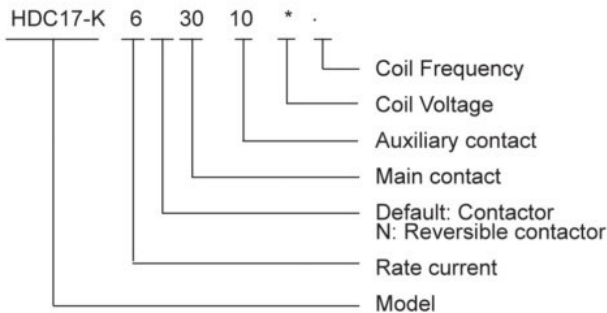 HDC17-K 6 30 10 * .
Coil Frequency
Coil Voltage
Auxiliary contact
Main contact
Default: Contactor
N: Reversible contactor
Rate current
Model